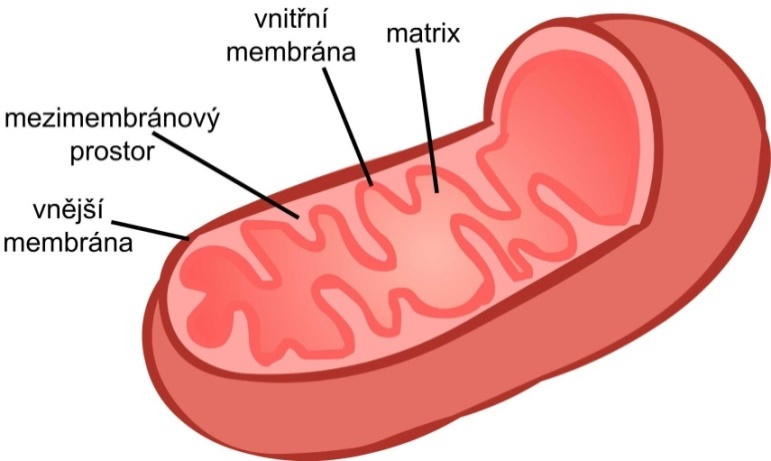 vnitřní
membrána
matrix
mezimembránový
prostor
vnější
membrána